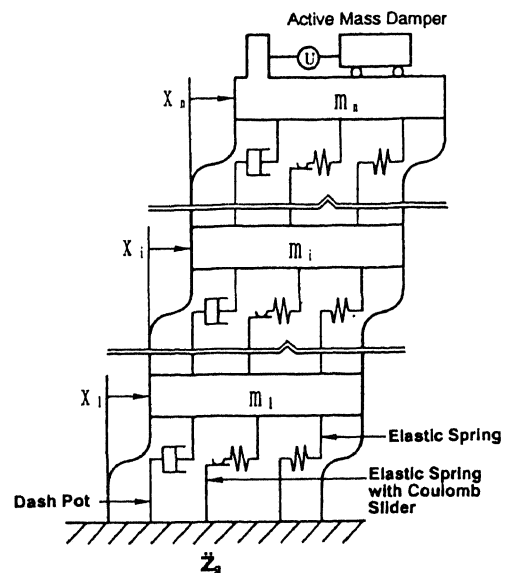 Active Mass Damper
U
X n
m n
X i
m i
X 1
m 1
Elastic Spring
Elastic Spring
with Coulomb
Slider
Dash Pot
Z̈g